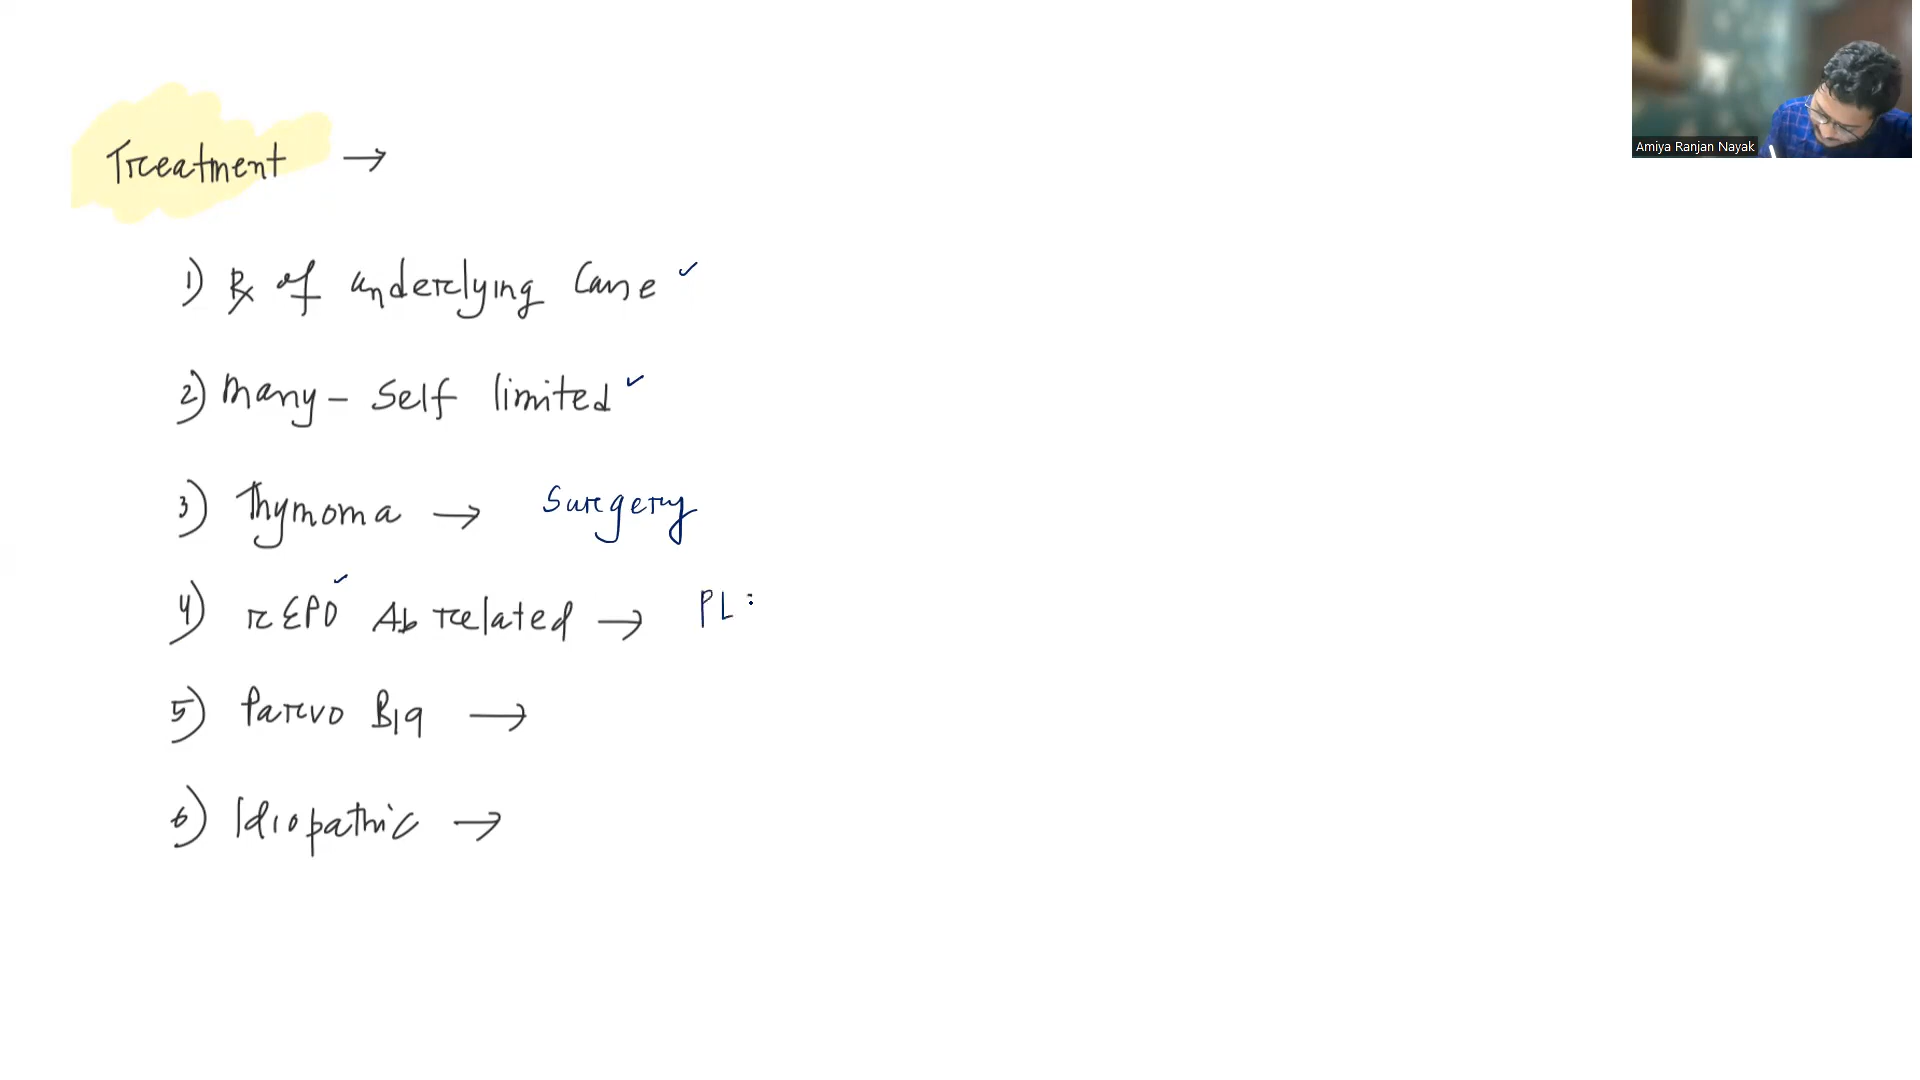 Amiya Ranjan Nayak
Treatment →
1) Rx of underlying Cause ✓
2) Many - Self limited ✓
3) Thymoma → Surgery
4) rEPO ✓ Ab related → PL:
5) Parvo B19 →
6) Idiopathic →